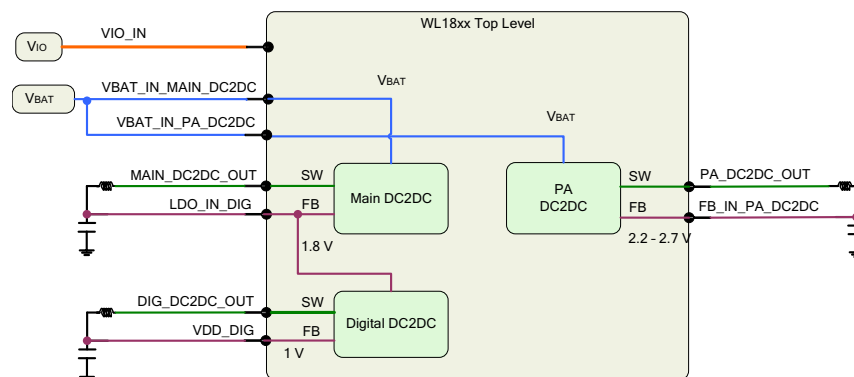 WL18xx Top Level
VIO
VIO_IN
VBAT
VBAT_IN_MAIN_DC2DC
VBAT
VBAT_IN_PA_DC2DC
VBAT
MAIN_DC2DC_OUT
SW
Main DC2DC
LDO_IN_DIG
FB
1.8 V
PA
DC2DC
SW
PA_DC2DC_OUT
FB
FB_IN_PA_DC2DC
2.2 - 2.7 V
DIG_DC2DC_OUT
SW
Digital DC2DC
VDD_DIG
FB
1 V